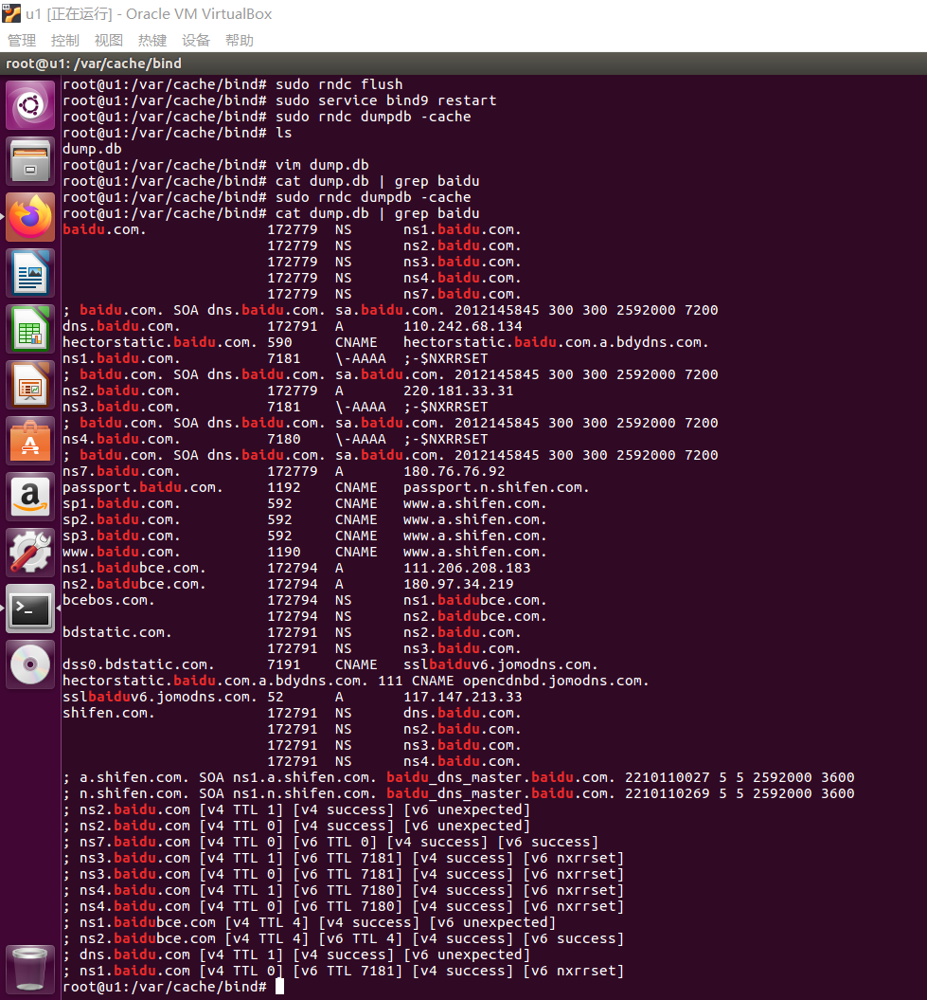 u1 [正在运行] - Oracle VM VirtualBox
管理 控制 视图 热键 设备 帮助
root@u1: /var/cache/bind
root@u1:/var/cache/bind# sudo rndc flush
root@u1:/var/cache/bind# sudo service bind9 restart
root@u1:/var/cache/bind# sudo rndc dumpdb -cache
root@u1:/var/cache/bind# ls
dump.db
root@u1:/var/cache/bind# vim dump.db
root@u1:/var/cache/bind# cat dump.db | grep baidu
root@u1:/var/cache/bind# sudo rndc dumpdb -cache
root@u1:/var/cache/bind# cat dump.db | grep baidu
baidu.com. 172779 NS ns1.baidu.com.
172779 NS ns2.baidu.com.
172779 NS ns3.baidu.com.
172779 NS ns4.baidu.com.
172779 NS ns7.baidu.com.
; baidu.com. SOA dns.baidu.com. sa.baidu.com. 2012145845 300 300 2592000 7200
dns.baidu.com. 172791 A 110.242.68.134
hectorstatic.baidu.com. 590 CNAME hectorstatic.baidu.com.a.bdydns.com.
ns1.baidu.com. 7181 \-AAAA ;-$NXRRSET
; baidu.com. SOA dns.baidu.com. sa.baidu.com. 2012145845 300 300 2592000 7200
ns2.baidu.com. 172779 A 220.181.33.31
ns3.baidu.com. 7181 \-AAAA ;-$NXRRSET
; baidu.com. SOA dns.baidu.com. sa.baidu.com. 2012145845 300 300 2592000 7200
ns4.baidu.com. 7180 \-AAAA ;-$NXRRSET
; baidu.com. SOA dns.baidu.com. sa.baidu.com. 2012145845 300 300 2592000 7200
ns7.baidu.com. 172779 A 180.76.76.92
passport.baidu.com. 1192 CNAME passport.n.shifen.com.
sp1.baidu.com. 592 CNAME www.a.shifen.com.
sp2.baidu.com. 592 CNAME www.a.shifen.com.
sp3.baidu.com. 592 CNAME www.a.shifen.com.
www.baidu.com. 1190 CNAME www.a.shifen.com.
ns1.baidubce.com. 172794 A 111.206.208.183
ns2.baidubce.com. 172794 A 180.97.34.219
bcebos.com. 172794 NS ns1.baidubce.com.
172794 NS ns2.baidubce.com.
bdstatic.com. 172791 NS ns2.baidu.com.
172791 NS ns3.baidu.com.
dss0.bdstatic.com. 7191 CNAME sslbaiduv6.jomodns.com.
hectorstatic.baidu.com.a.bdydns.com. 111 CNAME opencdnbd.jomodns.com.
sslbaiduv6.jomodns.com. 52 A 117.147.213.33
shifen.com. 172791 NS dns.baidu.com.
172791 NS ns2.baidu.com.
172791 NS ns3.baidu.com.
172791 NS ns4.baidu.com.
; a.shifen.com. SOA ns1.a.shifen.com. baidu_dns_master.baidu.com. 2210110027 5 5 2592000 3600
; n.shifen.com. SOA ns1.n.shifen.com. baidu_dns_master.baidu.com. 2210110269 5 5 2592000 3600
; ns2.baidu.com [v4 TTL 1] [v4 success] [v6 unexpected]
; ns2.baidu.com [v4 TTL 0] [v4 success] [v6 unexpected]
; ns7.baidu.com [v4 TTL 0] [v6 TTL 0] [v4 success] [v6 success]
; ns3.baidu.com [v4 TTL 1] [v6 TTL 7181] [v4 success] [v6 nxrrset]
; ns3.baidu.com [v4 TTL 0] [v6 TTL 7181] [v4 success] [v6 nxrrset]
; ns4.baidu.com [v4 TTL 1] [v6 TTL 7180] [v4 success] [v6 nxrrset]
; ns4.baidu.com [v4 TTL 0] [v6 TTL 7180] [v4 success] [v6 nxrrset]
; ns1.baidubce.com [v4 TTL 4] [v4 success] [v6 unexpected]
; ns2.baidubce.com [v4 TTL 4] [v6 TTL 4] [v4 success] [v6 success]
; dns.baidu.com [v4 TTL 1] [v4 success] [v6 unexpected]
; ns1.baidu.com [v4 TTL 0] [v6 TTL 7181] [v4 success] [v6 nxrrset]
root@u1:/var/cache/bind#